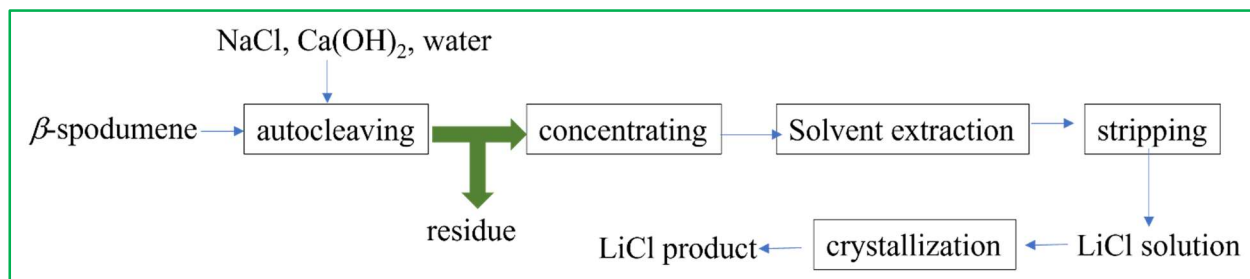 NaCl, Ca(OH)₂, water
β-spodumene
autocleaving
concentrating
Solvent extraction
stripping
residue
LiCl product
crystallization
LiCl solution